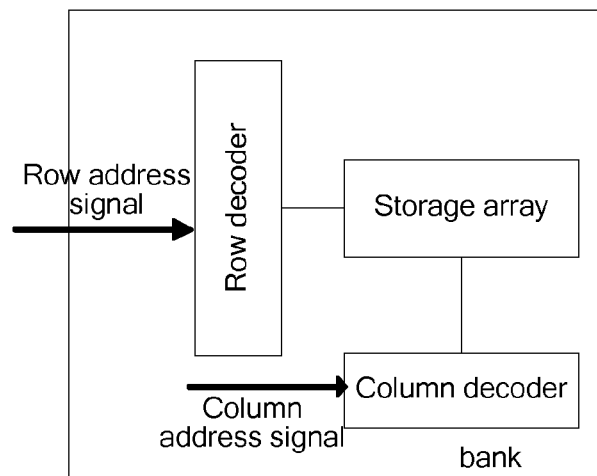 Row address
signal
Row decoder
Storage array
Column decoder
Column
address signal
bank